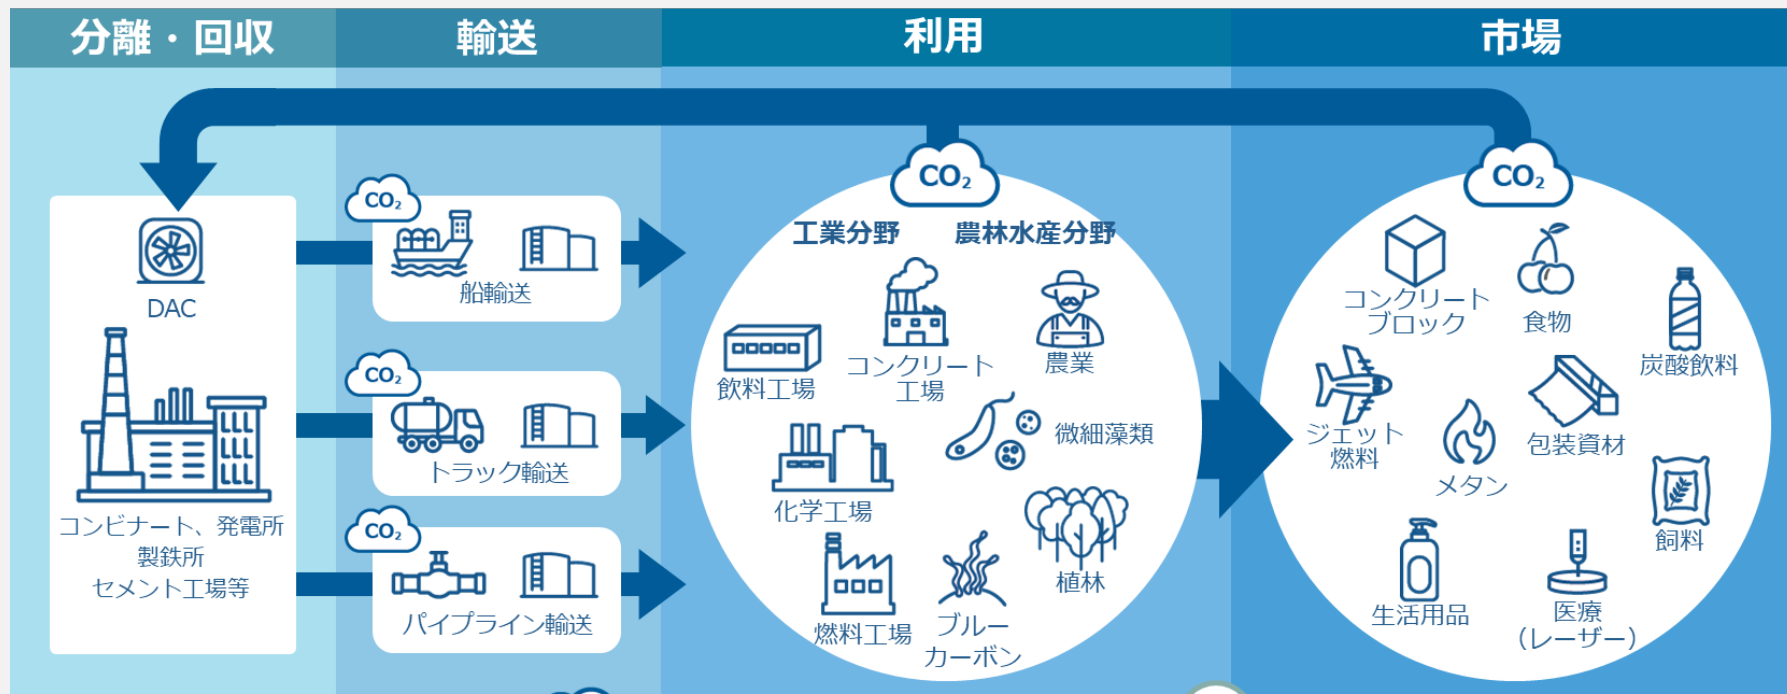 分離・回収
輸送
利用
市場
DAC
コンビナート、発電所
製鉄所
セメント工場等
CO₂
船輸送
CO₂
トラック輸送
CO₂
パイプライン輸送
CO₂
工業分野
農林水産分野
飲料工場
コンクリート
工場
農業
微細藻類
化学工場
植林
燃料工場
ブルー
カーボン
CO₂
コンクリート
ブロック
食物
炭酸飲料
ジェット
燃料
メタン
包装資材
飼料
生活用品
医療
（レーザー）